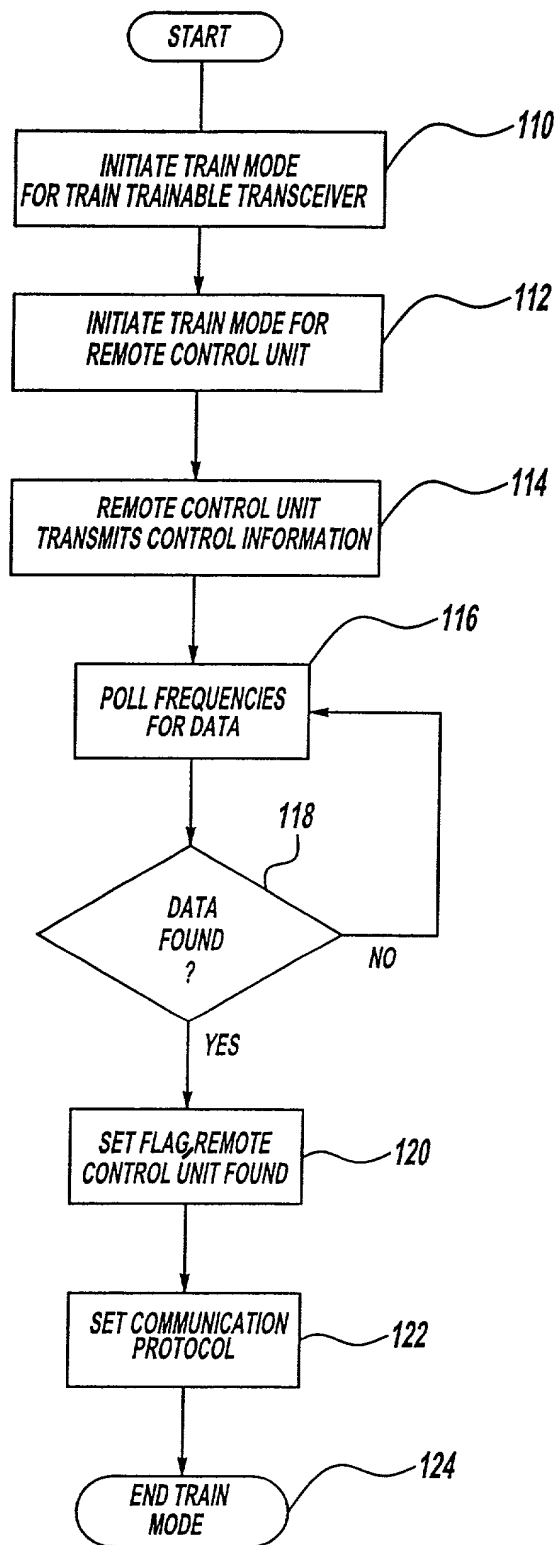 START
110
INITIATE TRAIN MODE
FOR TRAIN TRAINABLE TRANSCEIVER
112
INITIATE TRAIN MODE FOR
REMOTE CONTROL UNIT
114
REMOTE CONTROL UNIT
TRANSMITS CONTROL INFORMATION
116
POLL FREQUENCIES
FOR DATA
118
DATA
FOUND
?
NO
YES
SET FLAG, REMOTE
CONTROL UNIT FOUND
120
SET COMMUNICATION
PROTOCOL
122
END TRAIN
MODE
124